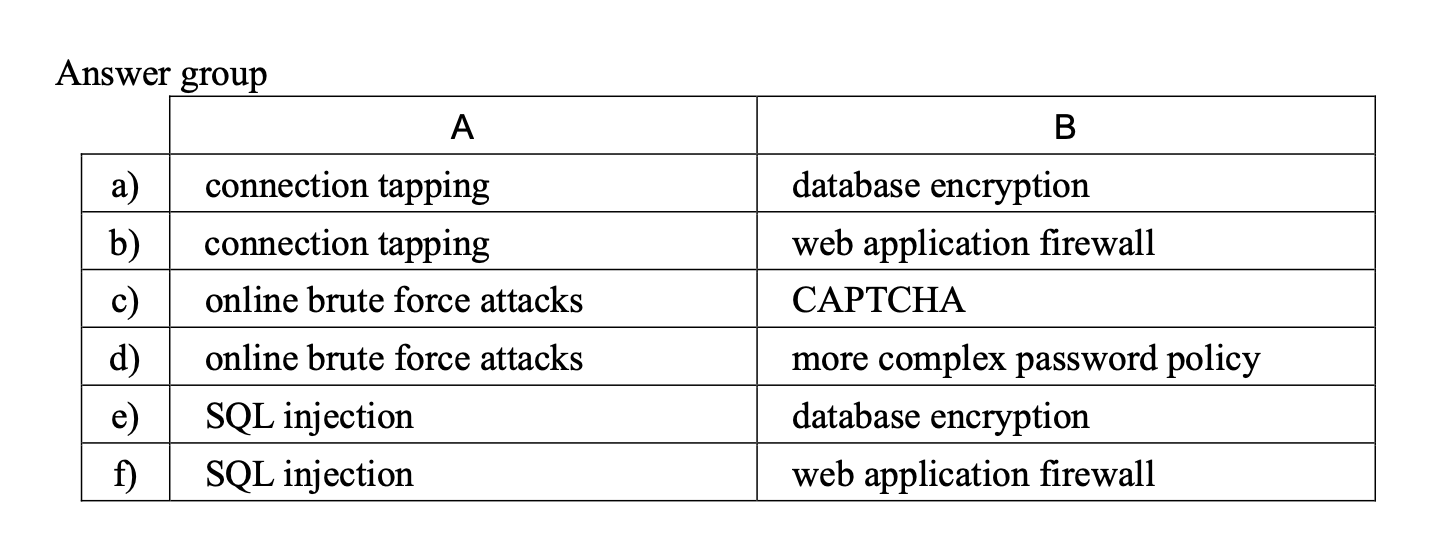 Answer group
A B
a) connection tapping database encryption
b) connection tapping web application firewall
c) online brute force attacks CAPTCHA
d) online brute force attacks more complex password policy
e) SQL injection database encryption
f) SQL injection web application firewall